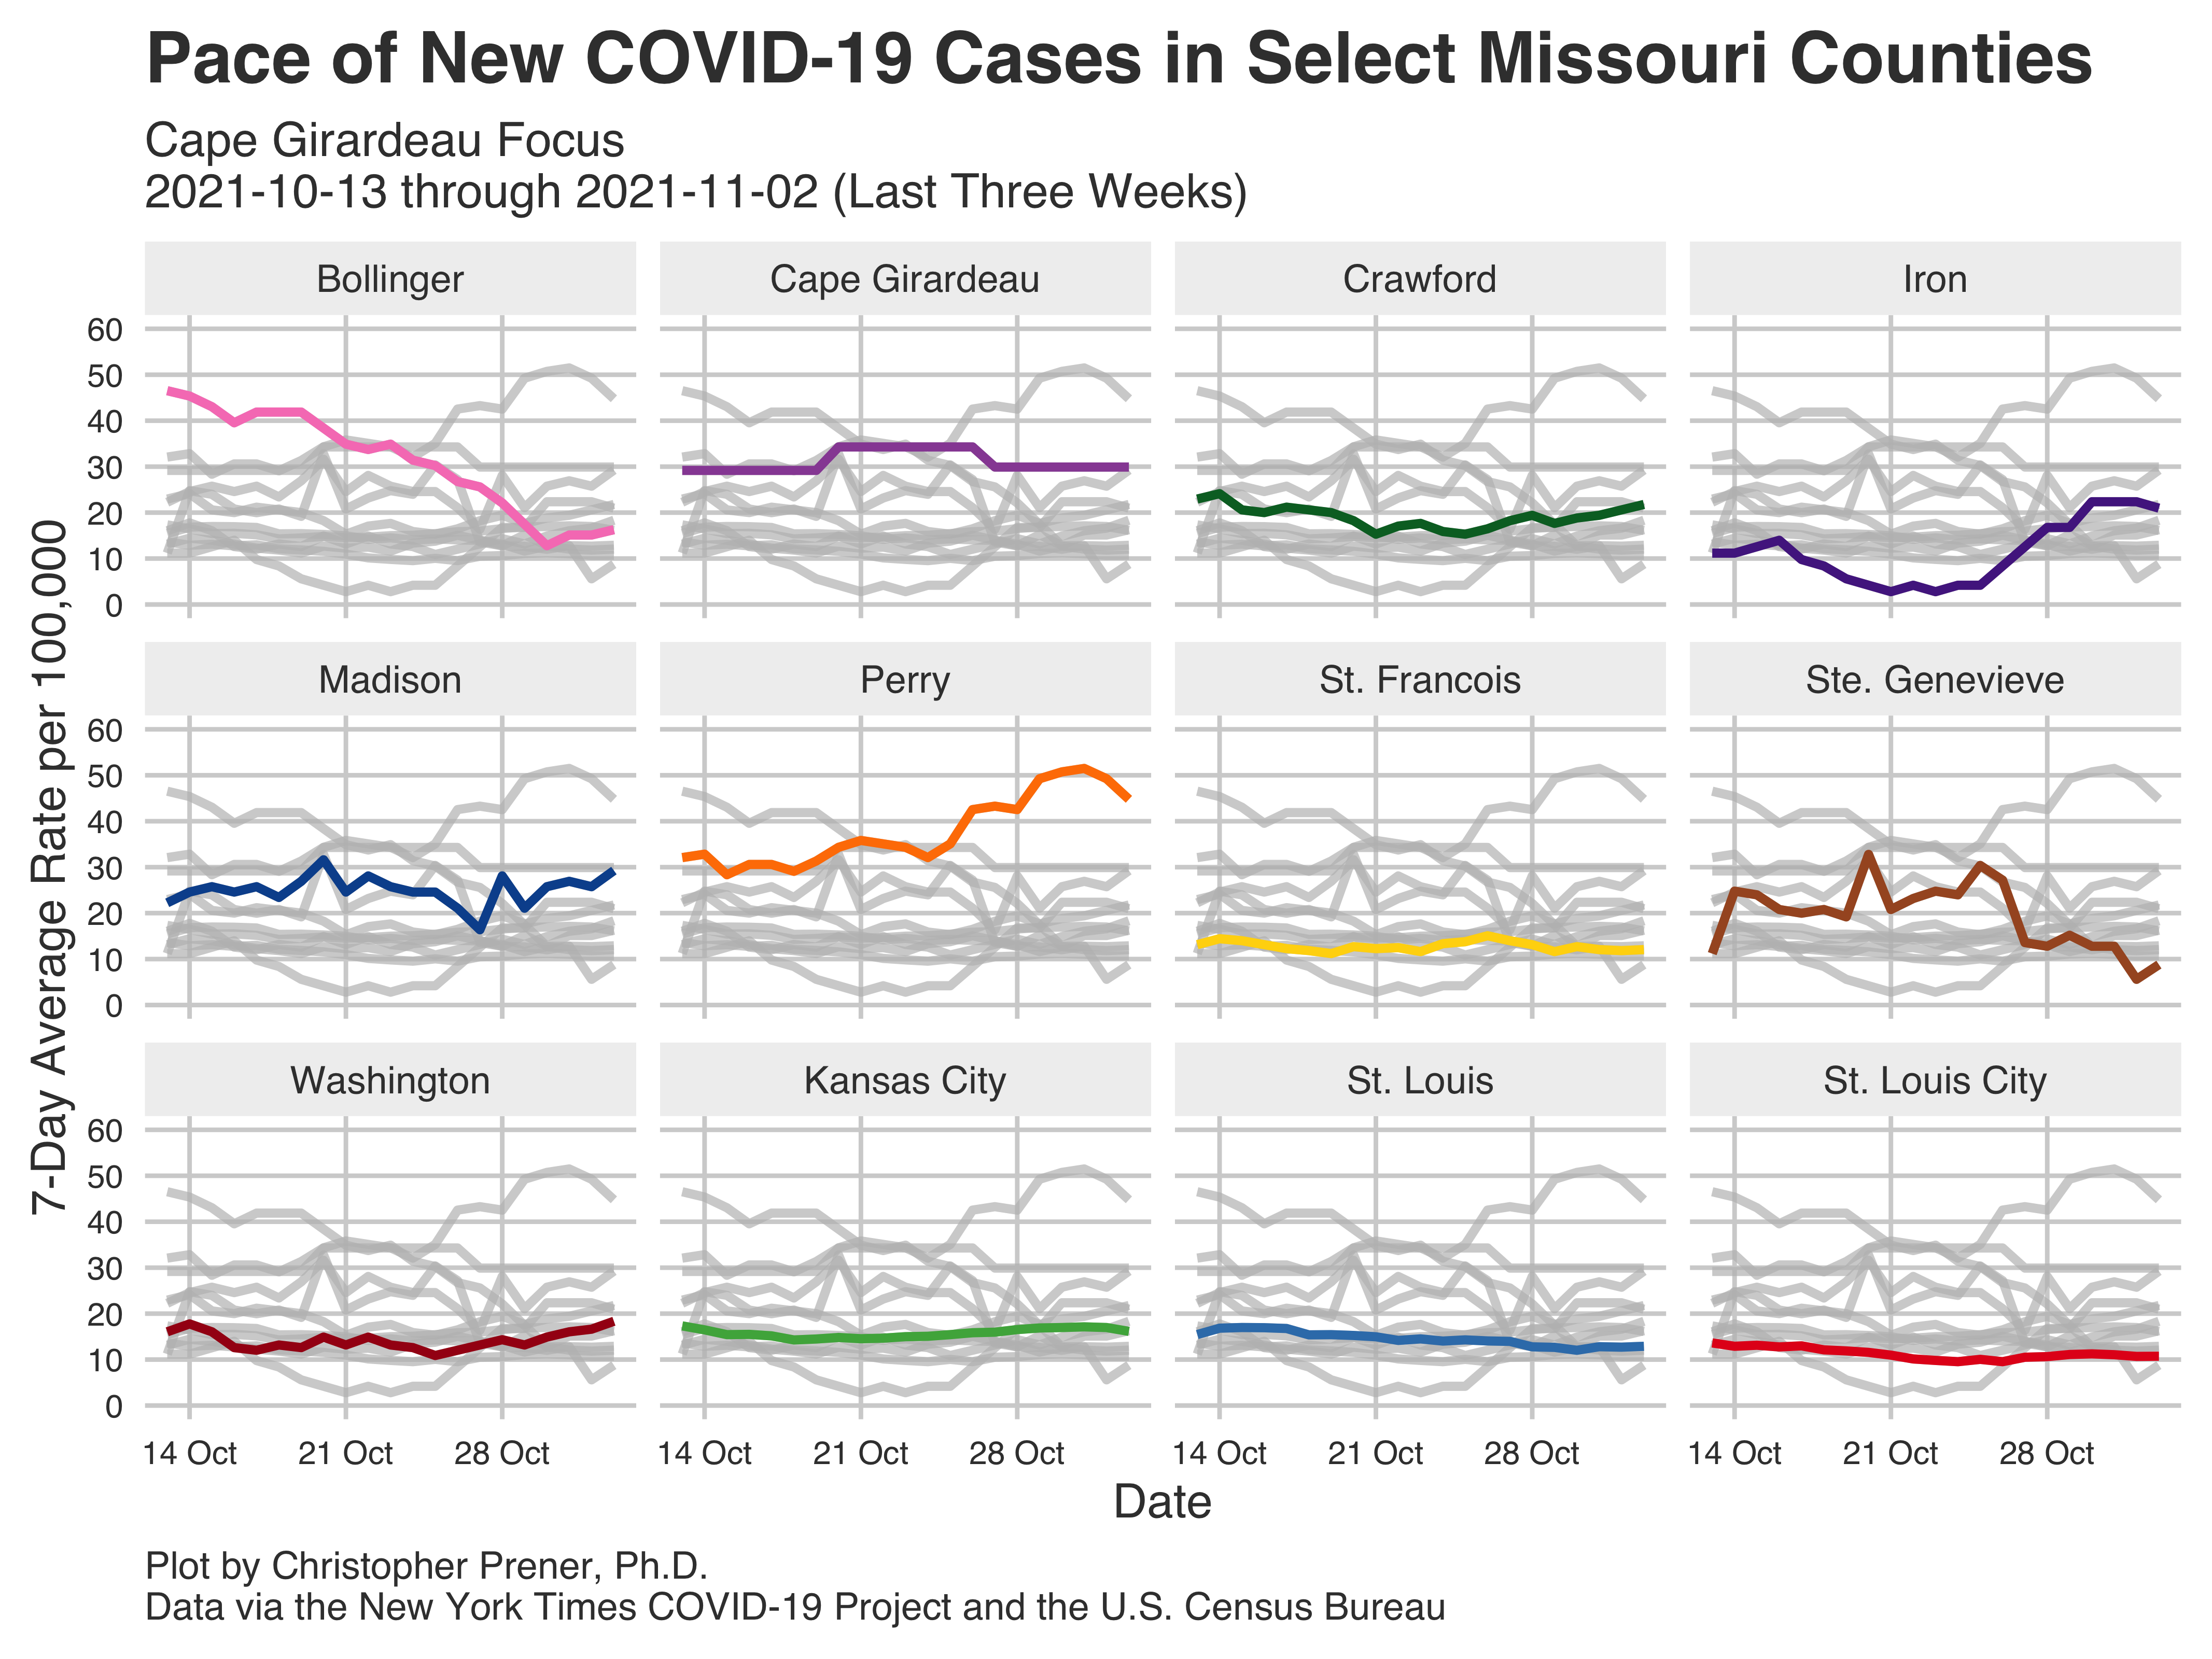 Pace of New COVID-19 Cases in Select Missouri Counties
Cape Girardeau Focus
2021-10-13 through 2021-11-02 (Last Three Weeks)
7-Day Average Rate per 100,000
Bollinger
Cape Girardeau
Crawford
Iron
60
50
40
30
20
10
0
Madison
Perry
St. Francois
Ste. Genevieve
60
50
40
30
20
10
0
Washington
Kansas City
St. Louis
St. Louis City
60
50
40
30
20
10
0
14 Oct 21 Oct 28 Oct
14 Oct 21 Oct 28 Oct
14 Oct 21 Oct 28 Oct
14 Oct 21 Oct 28 Oct
Date
Plot by Christopher Prener, Ph.D.
Data via the New York Times COVID-19 Project and the U.S. Census Bureau